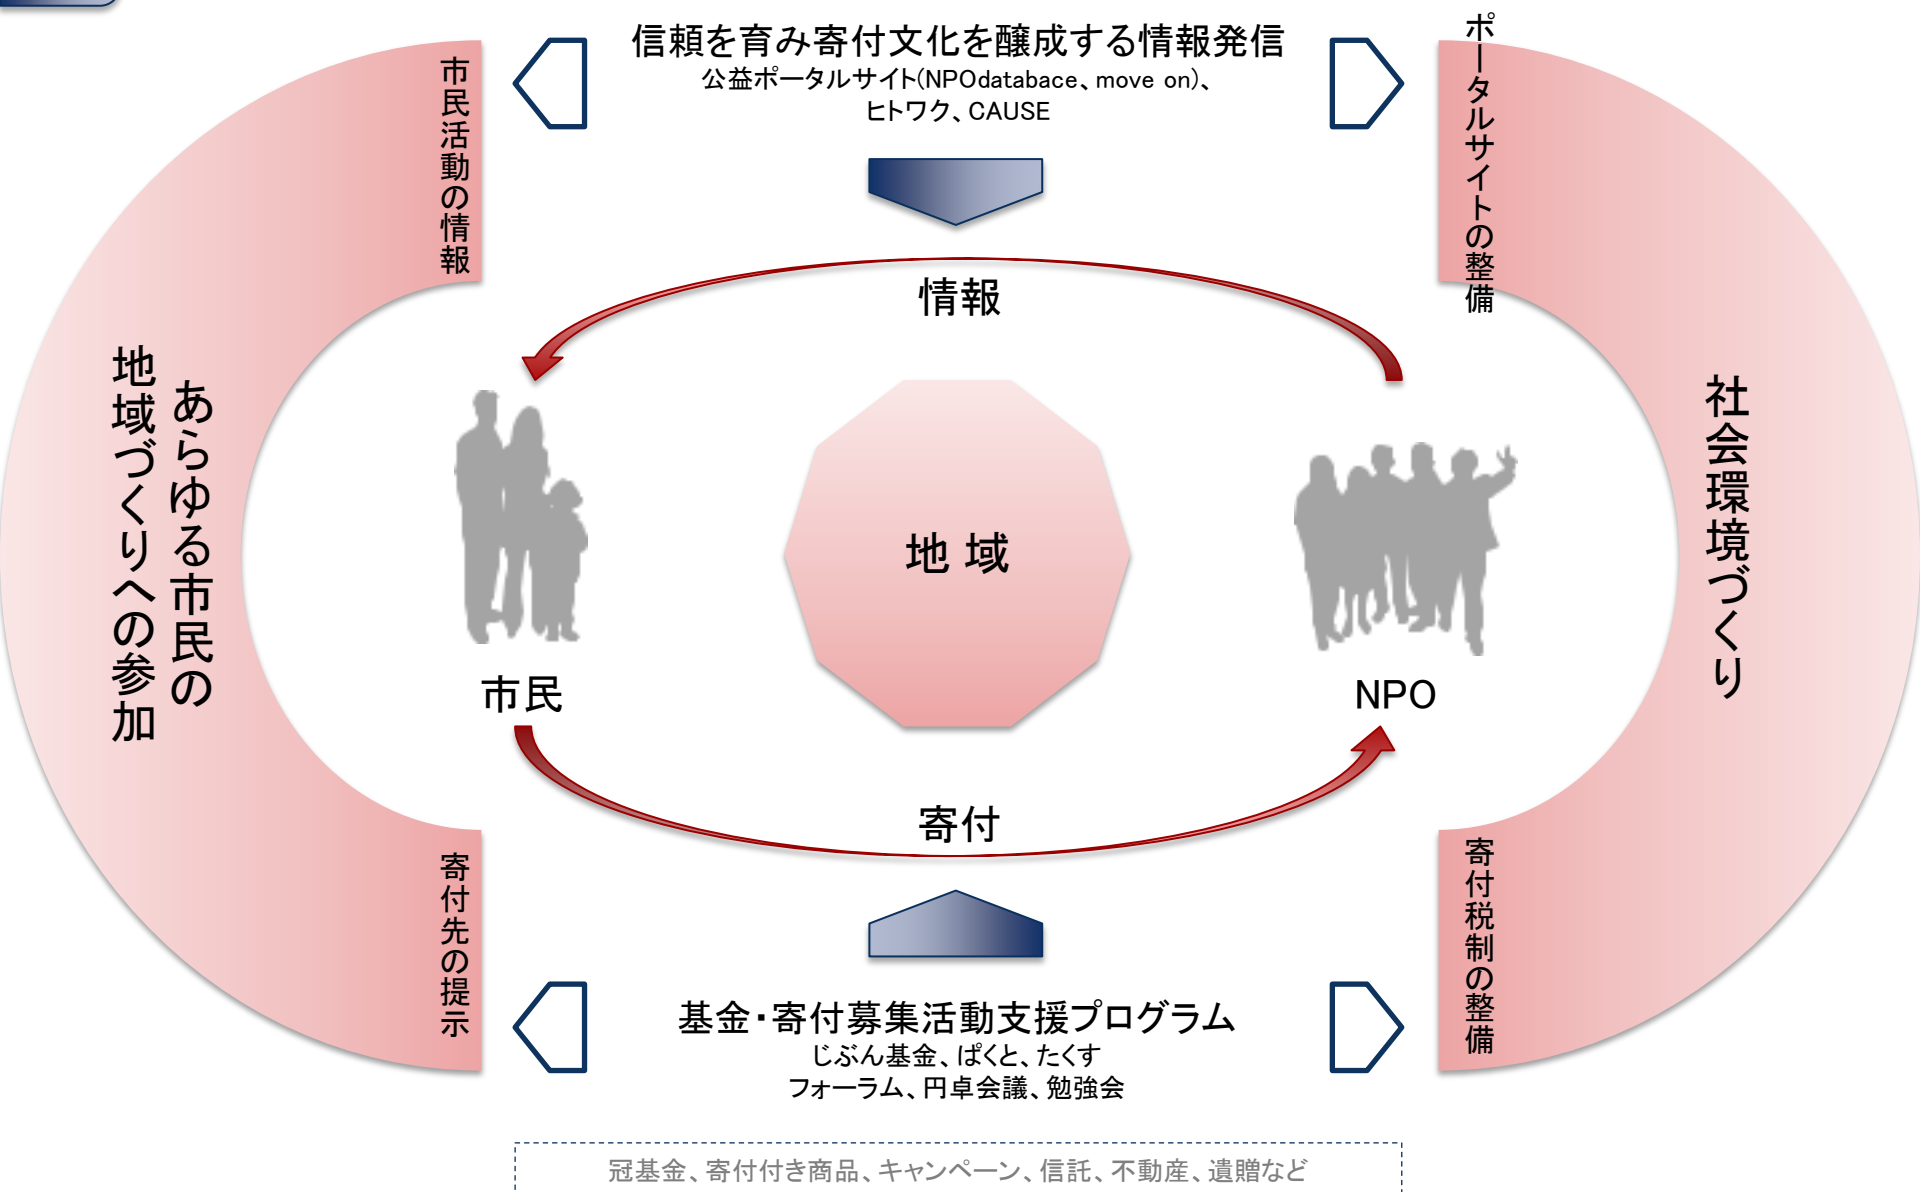 信頼を育み寄付文化を醸成する情報発信
公益ポータルサイト(NPOdatabace、move on)、
ヒトワク、CAUSE
市民活動の情報
ポータルサイトの整備
情報
あらゆる市民の
地域づくりへの参加
地 域
社会環境づくり
市民
NPO
寄付
寄付先の提示
寄付税制の整備
基金・寄付募集活動支援プログラム
じぶん基金、ぱくと、たくす
フォーラム、円卓会議、勉強会
冠基金、寄付付き商品、キャンペーン、信託、不動産、遺贈など